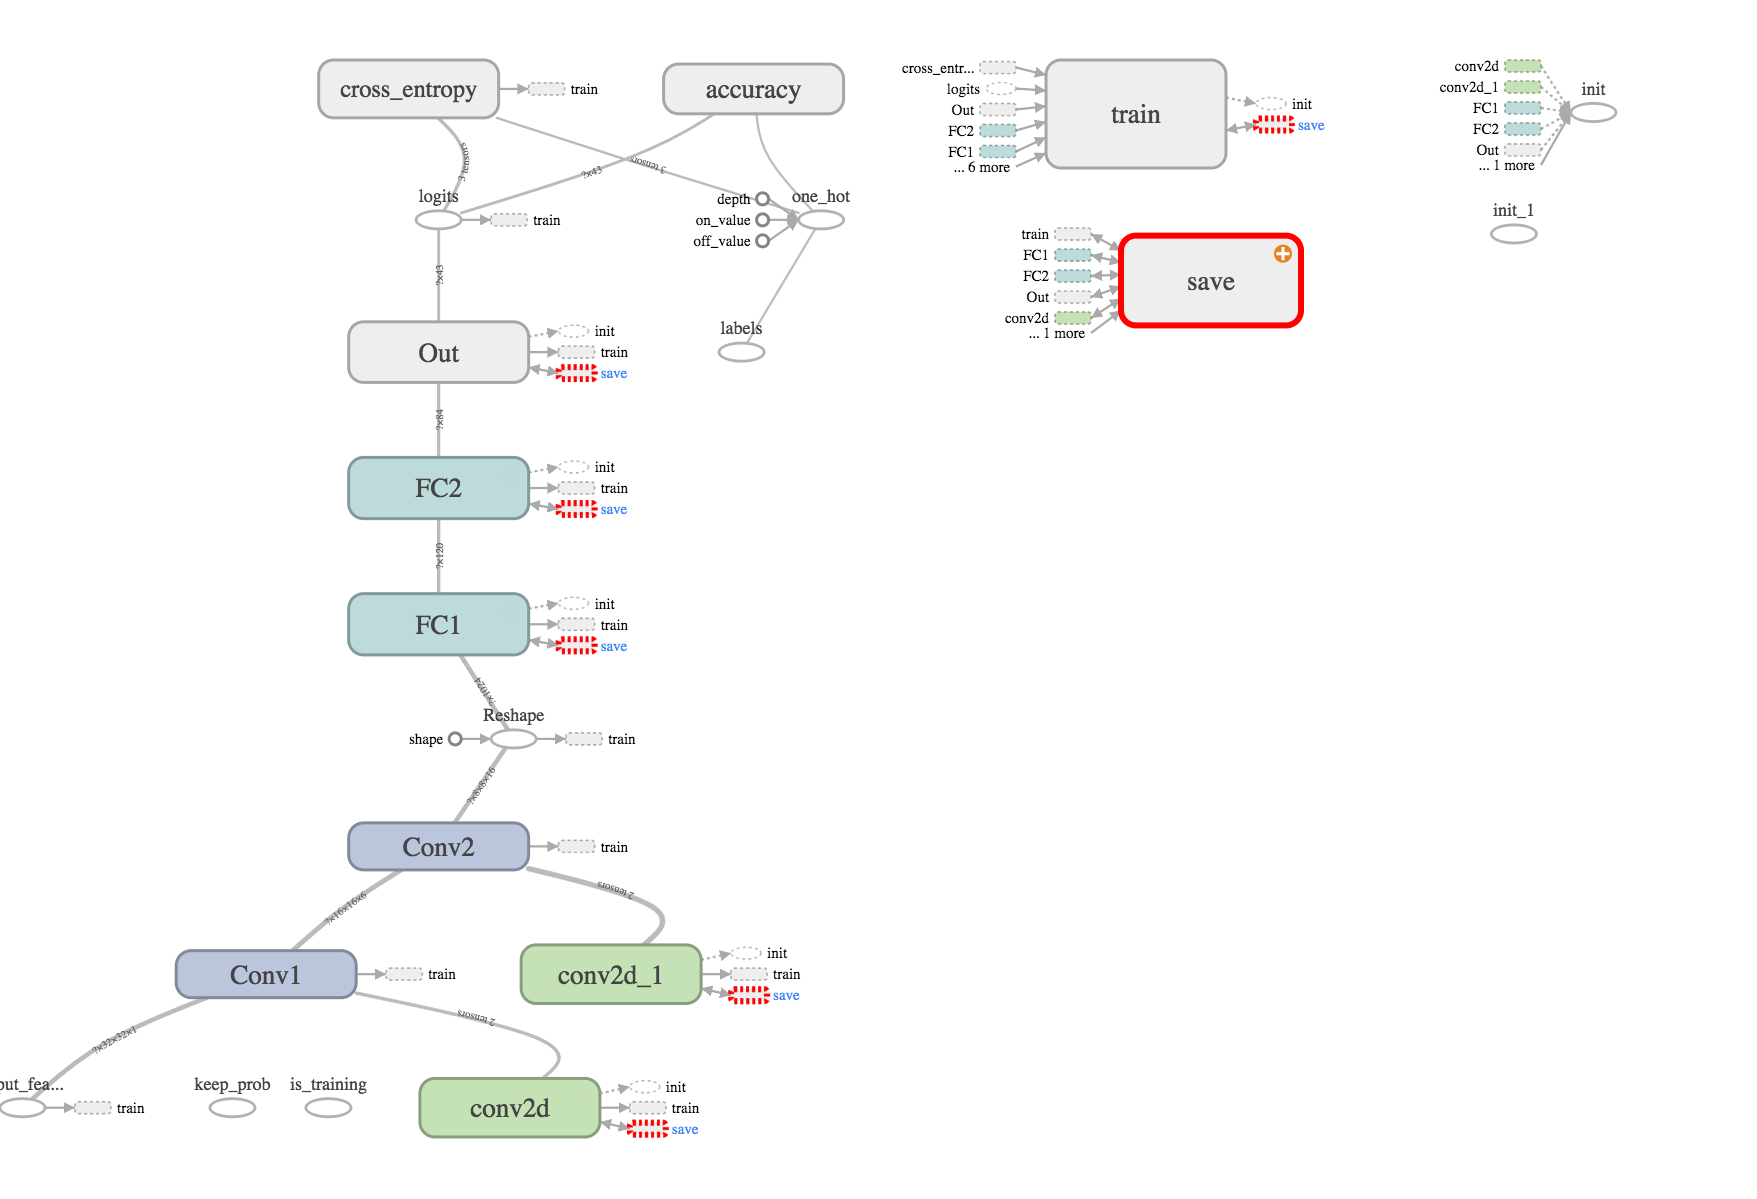 cross_entropy
train
accuracy
3 tensors
?x43
3 tensors
logits
train
depth
on_value
off_value
one_hot
?x43
labels
Out
init
train
save
?x84
FC2
init
train
save
?x120
FC1
init
train
save
?x1024
Reshape
shape
train
?x8x8x16
Conv2
train
?x16x16x6
2 tensors
Conv1
train
conv2d_1
init
train
save
?x32x32x1
2 tensors
put_fea...
train
keep_prob
is_training
conv2d
init
train
save
cross_entr...
logits
Out
FC2
FC1
... 6 more
train
init
save
train
FC1
FC2
Out
conv2d
... 1 more
save
conv2d
conv2d_1
FC1
FC2
Out
... 1 more
init
init_1